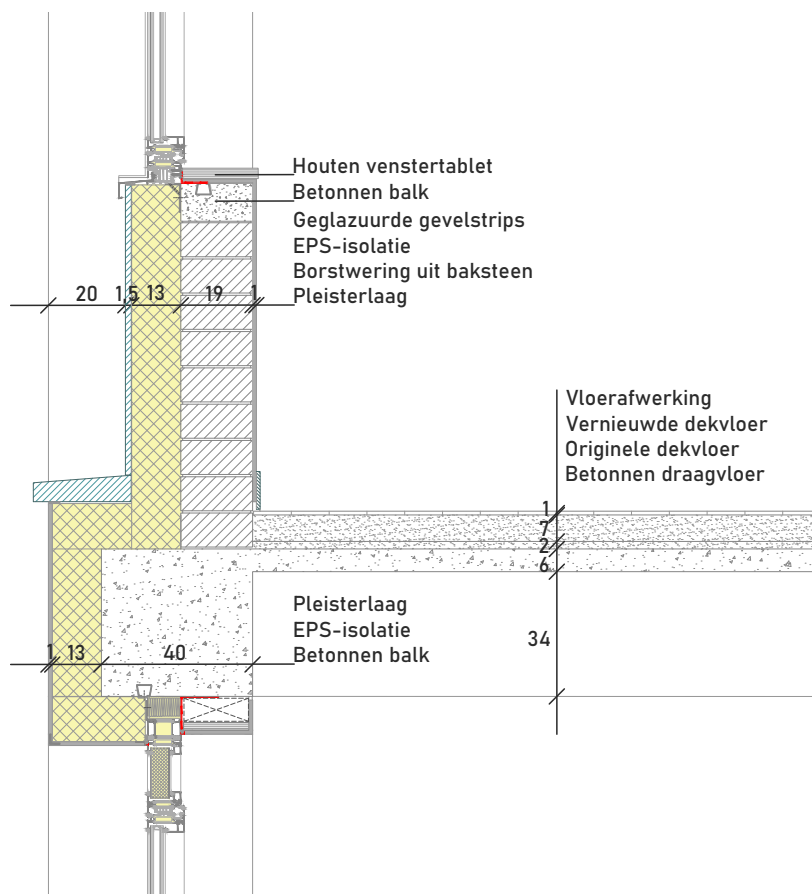 Houten venstertablet
Betonnen balk
Geglazuurde gevelstrips
EPS-isolatie
Borstwering uit baksteen
Pleisterlaag
20 1,5 13 19 1
Vloerafwerking
Vernieuwde dekvloer
Originele dekvloer
Betonnen draagvloer
1
7
2
6
34
Pleisterlaag
EPS-isolatie
Betonnen balk
1 13 40